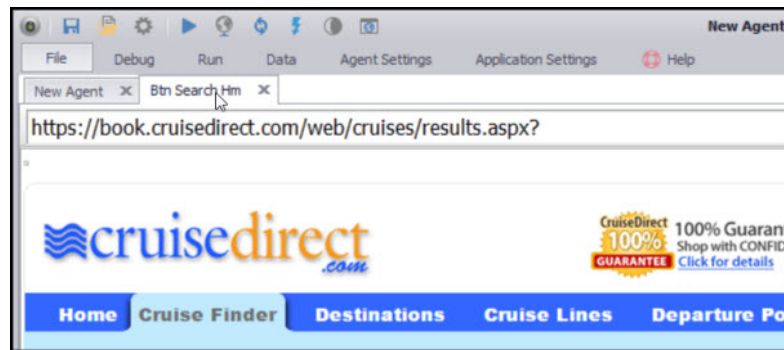 New Agent
File Debug Run Data Agent Settings Application Settings Help
New Agent Btn Search Hm
https://book.cruisedirect.com/web/cruises/results.aspx?
cruisedirect
.com
CruiseDirect
100%
GUARANTEE
100% Guaran
Shop with CONFID
Click for details
Home Cruise Finder Destinations Cruise Lines Departure Po